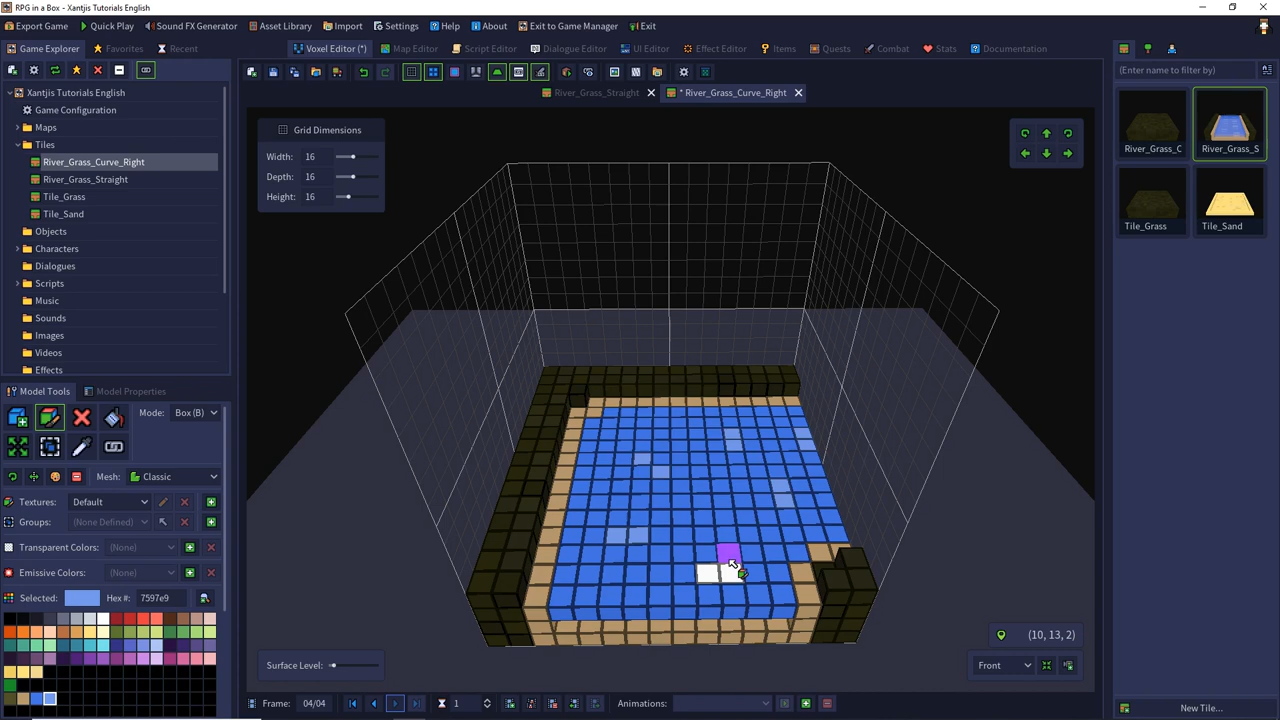 RPG in a Box - Xantjis Tutorials English
Export Game
Quick Play
Sound FX Generator
Asset Library
Import
Settings
Help
About
Exit to Game Manager
Exit
Game Explorer
Favorites
Recent
Voxel Editor (*)
Map Editor
Script Editor
Dialogue Editor
UI Editor
Effect Editor
Items
Quests
Combat
Stats
Documentation
River_Grass_Straight
* River_Grass_Curve_Right
(Enter name to filter by)
Xantjis Tutorials English
Game Configuration
Maps
Tiles
River_Grass_Curve_Right
River_Grass_Straight
Tile_Grass
Tile_Sand
Objects
Characters
Dialogues
Scripts
Music
Sounds
Images
Videos
Effects
Grid Dimensions
Width: 16
Depth: 16
Height: 16
River_Grass_C
River_Grass_S
Tile_Grass
Tile_Sand
Model Tools
Model Properties
Mode: Box (B)
Mesh: Classic
Textures: Default
Groups: (None Defined)
Transparent Colors: (None)
Emissive Colors: (None)
Selected: Hex #: 7597e9
Surface Level:
(10, 13, 2)
Front
Frame: 04/04
1
Animations:
New Tile...